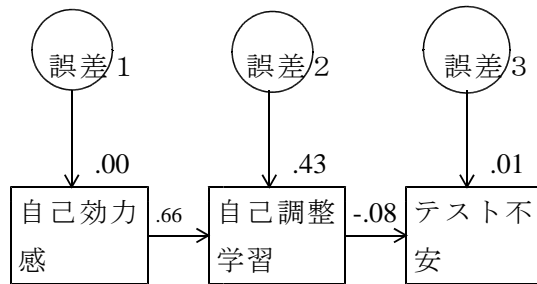 誤差1
誤差2
誤差3
.00
.43
.01
自己効力
感
.66
自己調整
学習
-.08
テスト不
安